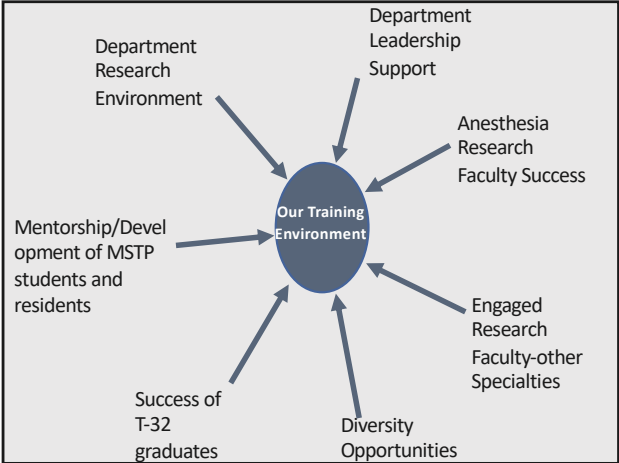 Department
Research
Environment
Department
Leadership
Support
Anesthesia
Research
Faculty Success
Our Training
Environment
Mentorship/Devel
opment of MSTP
students and
residents
Engaged
Research
Faculty-other
Specialties
Success of
T-32
graduates
Diversity
Opportunities